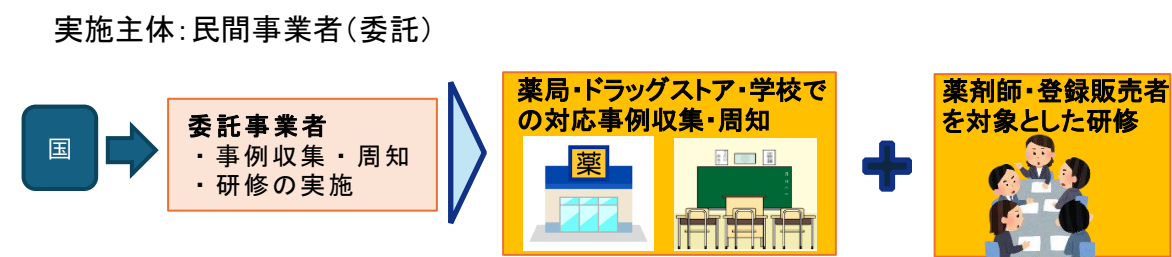 実施主体：民間事業者（委託）
国
委託事業者
・事例収集・周知
・研修の実施
薬局・ドラッグストア・学校で
の対応事例収集・周知
薬
薬剤師・登録販売者
を対象とした研修